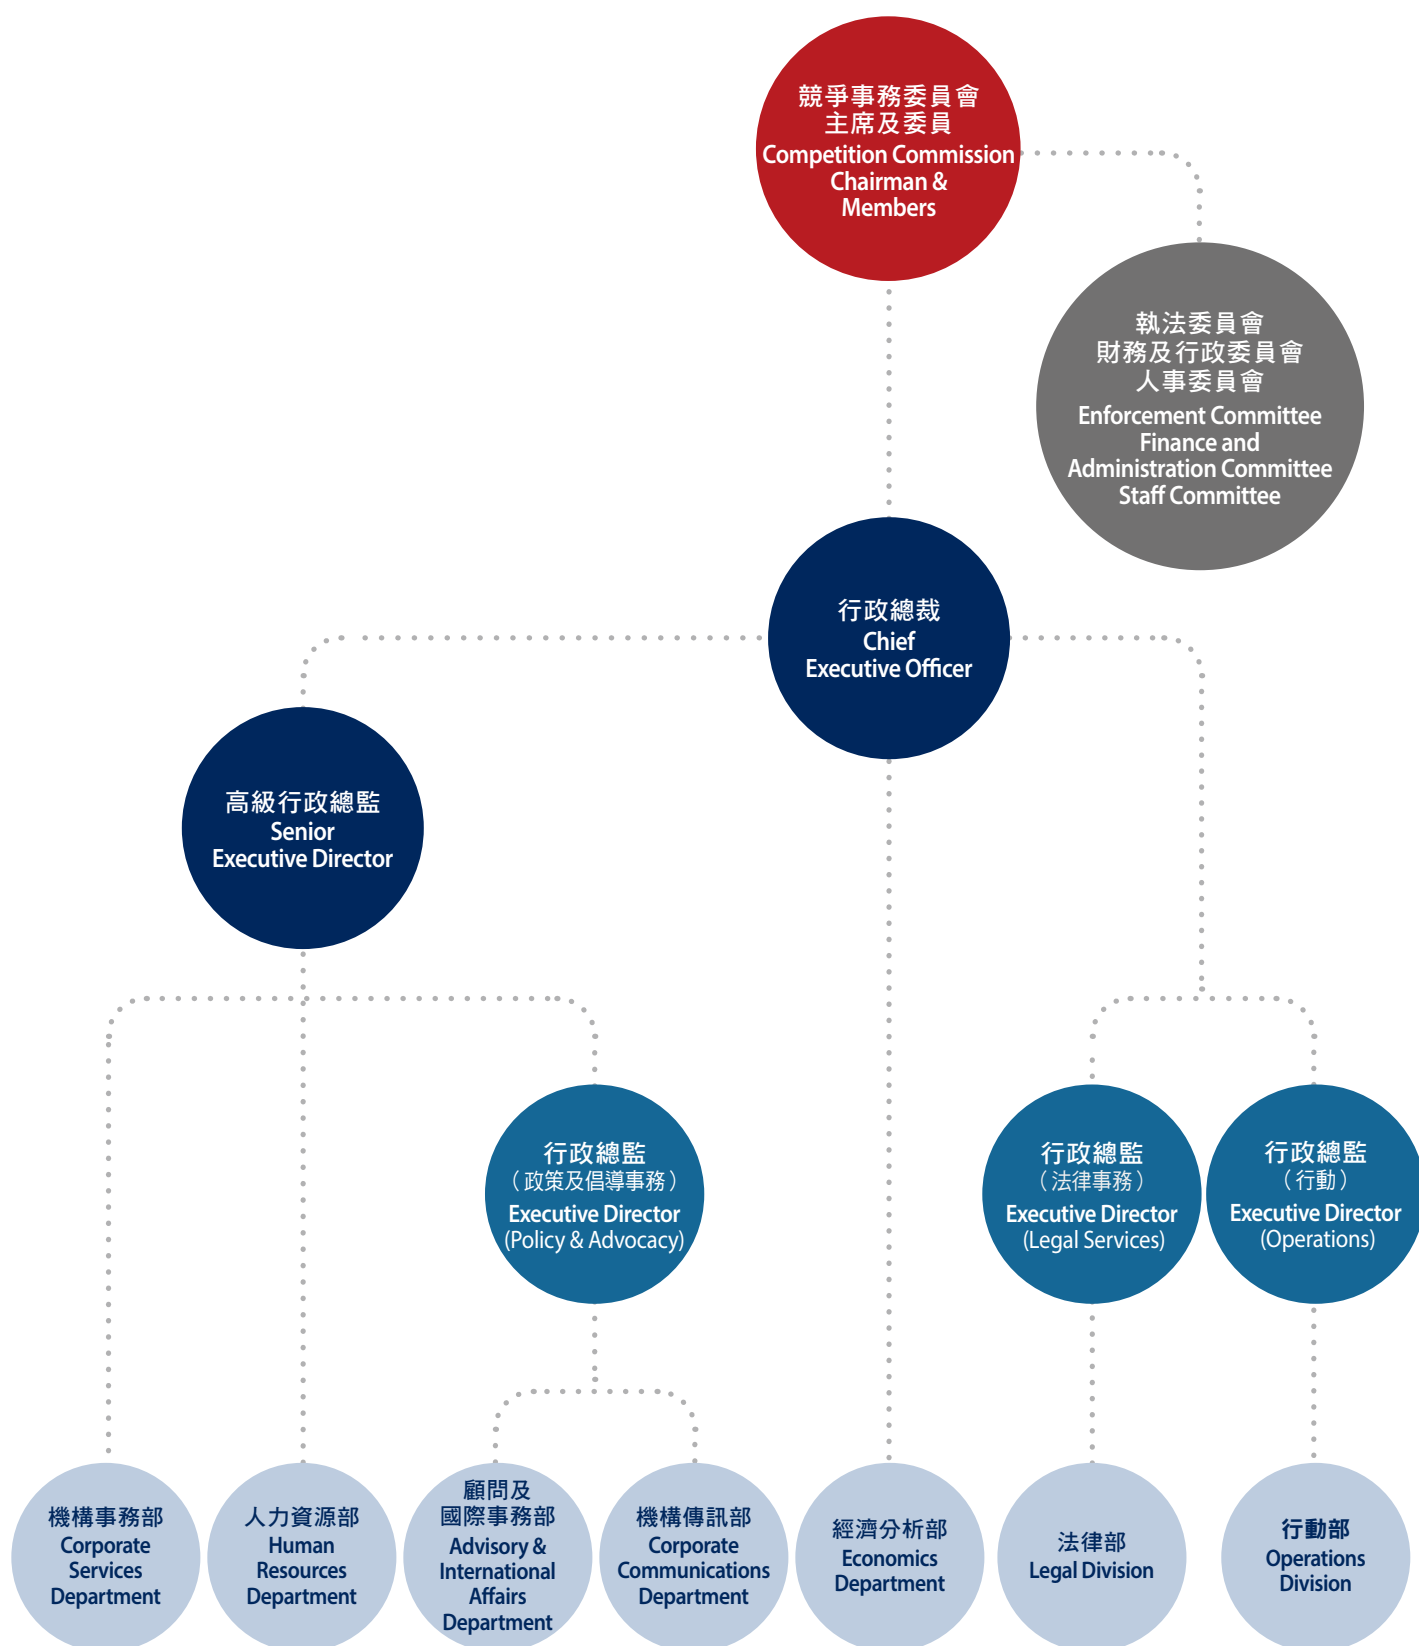 競爭事務委員會
主席及委員
Competition Commission
Chairman &
Members
執法委員會
財務及行政委員會
人事委員會
Enforcement Committee
Finance and
Administration Committee
Staff Committee
行政總裁
Chief
Executive Officer
高級行政總監
Senior
Executive Director
行政總監
（政策及倡導事務）
Executive Director
(Policy & Advocacy)
行政總監
（法律事務）
Executive Director
(Legal Services)
行政總監
（行動）
Executive Director
(Operations)
機構事務部
Corporate
Services
Department
人力資源部
Human
Resources
Department
顧問及
國際事務部
Advisory &
International
Affairs
Department
機構傳訊部
Corporate
Communications
Department
經濟分析部
Economics
Department
法律部
Legal Division
行動部
Operations
Division